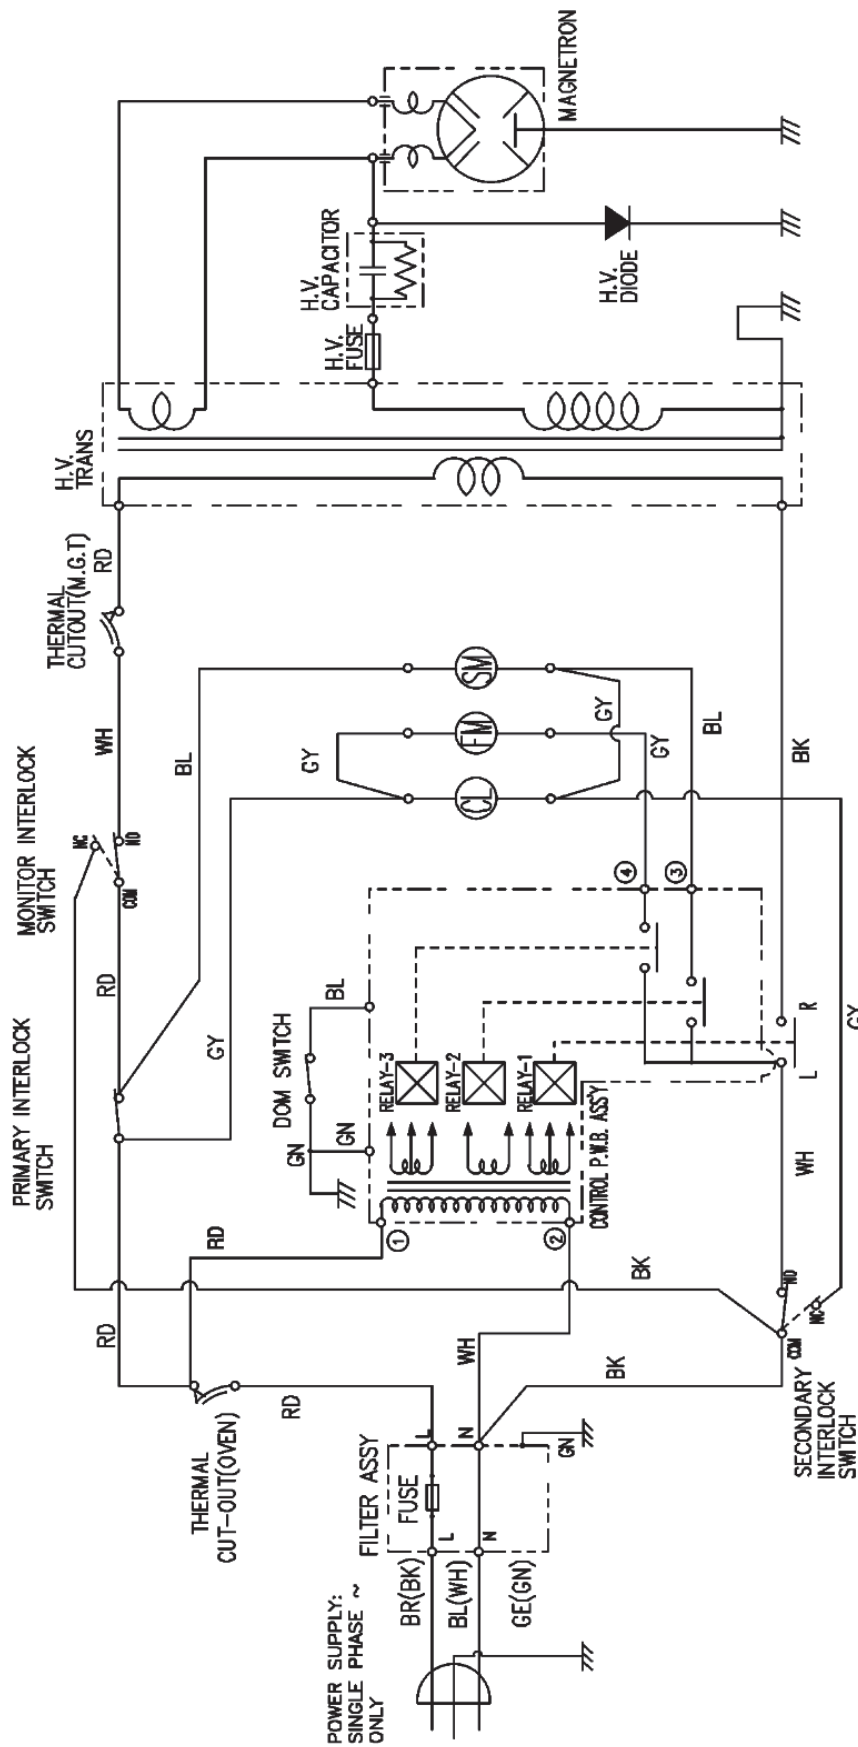 POWER SUPPLY:
SINGLE PHASE ~
ONLY
BR(BK)
BL(WH)
GE(GN)
FILTER ASSY
FUSE
L
N
L
N
GN
THERMAL
CUT-OUT(OVEN)
RD
RD
RD
WH
BK
BK
PRIMARY INTERLOCK
SWITCH
RD
GY
BL
MONITOR INTERLOCK
SWITCH
COM
NO
NC
WH
THERMAL
CUTOUT(M.G.T)
RD
SECONDARY
INTERLOCK
SWITCH
COM
NO
NC
WH
L
R
GY
BK
DOM SWITCH
GN
GN
BL
1
2
CONTROL P.W.B. ASS'Y
RELAY-3
RELAY-2
RELAY-1
4
3
CL
FM
SM
GY
GY
GY
BL
H.V.
TRANS
H.V.
FUSE
H.V.
CAPACITOR
H.V.
DIODE
MAGNETRON